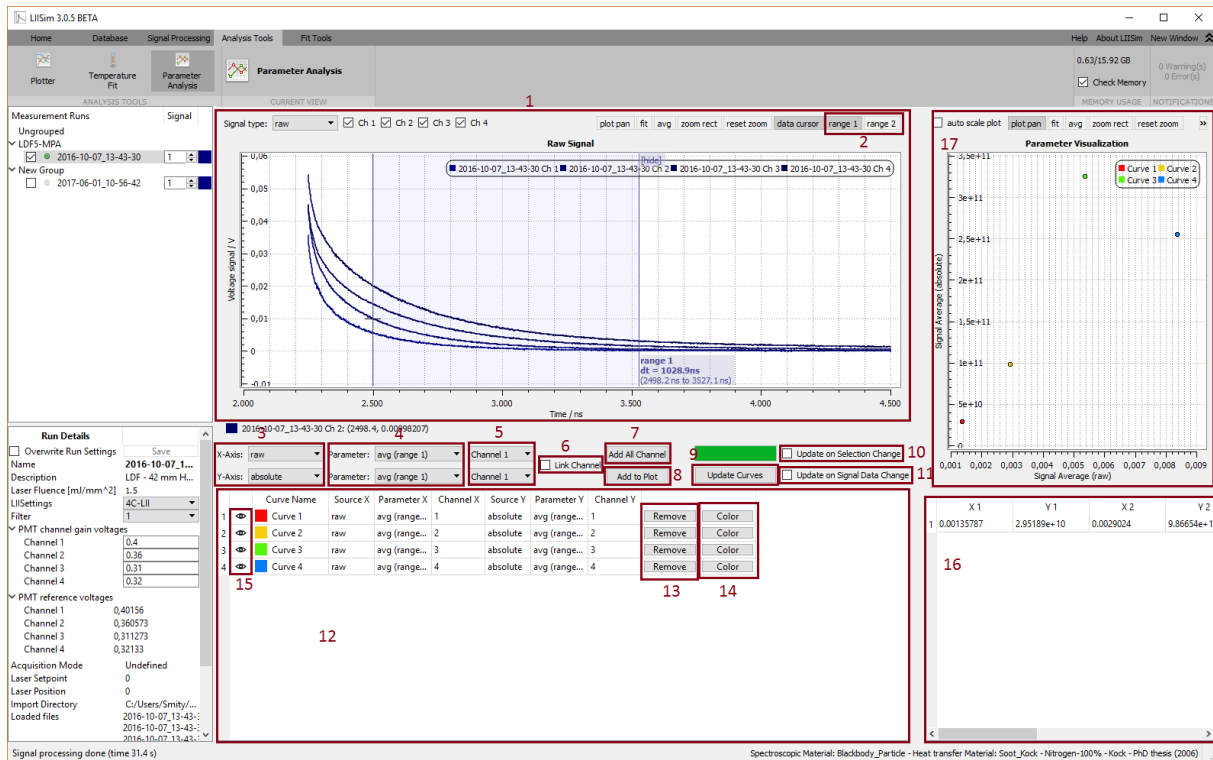 LIISim 3.0.5 BETA
Home Database Signal Processing Analysis Tools Fit Tools Help About LIISim New Window
Plotter Temperature Fit Parameter Analysis
ANALYSIS TOOLS
Parameter Analysis
CURRENT VIEW
0.63/15.92 GB
Check Memory
MEMORY USAGE
0 Warning(s)
0 Error(s)
NOTIFICATIONS
1
Measurement Runs Signal
Ungrouped
LDF5-MPA
2016-10-07_13-43-30 1
New Group
2017-06-01_10-56-42 1
Signal type: raw Ch 1 Ch 2 Ch 3 Ch 4 plot pan fit avg zoom rect reset zoom data cursor range 1 range 2
2
Raw Signal
[hide]
2016-10-07_13-43-30 Ch 1 2016-10-07_13-43-30 Ch 2 2016-10-07_13-43-30 Ch 3 2016-10-07_13-43-30 Ch 4
0,06
0,05
0,04
0,03
0,02
0,01
0
-0.01
Voltage signal / V
range 1
dt = 1028.9ns
(2498.2 ns to 3527.1 ns)
2.000 2.500 3.000 3.500 4.000 4.500
Time / ns
auto scale plot plot pan fit avg zoom rect reset zoom »
17
Parameter Visualization
Curve 1 Curve 2
Curve 3 Curve 4
3,5e+11
3e+11
2,5e+11
2e+11
1,5e+11
1e+11
5e+10
0
Signal Average (absolute)
0,001 0,002 0,003 0,004 0,005 0,006 0,007 0,008 0,009
Signal Average (raw)
2016-10-07_13-43-30 Ch 2: (2498.4, 0.00998207)
3 4 5 6 7 8 9 10 11
X-Axis: raw Parameter: avg (range 1) Channel 1 Link Channel Add All Channel Update on Selection Change
Y-Axis: absolute Parameter: avg (range 1) Channel 1 Add to Plot Update Curves Update on Signal Data Change
Curve Name Source X Parameter X Channel X Source Y Parameter Y Channel Y
1 Curve 1 raw avg (range... 1 absolute avg (range... 1 Remove Color
2 Curve 2 raw avg (range... 2 absolute avg (range... 2 Remove Color
3 Curve 3 raw avg (range... 3 absolute avg (range... 3 Remove Color
4 Curve 4 raw avg (range... 4 absolute avg (range... 4 Remove Color
15 13 14
12
X 1 Y 1 X 2 Y 2
1 0.00135787 2.95189e+10 0.0029024 9.86654e+1
16
Run Details
Overwrite Run Settings Save
Name 2016-10-07_1...
Description LDF - 42 mm H...
Laser Fluence [mJ/mm^2] 1.5
LIISettings 4C-LII
Filter 1
PMT channel gain voltages
Channel 1 0.4
Channel 2 0.36
Channel 3 0.31
Channel 4 0.32
PMT reference voltages
Channel 1 0,40156
Channel 2 0,360573
Channel 3 0,311273
Channel 4 0,32133
Acquisition Mode Undefined
Laser Setpoint 0
Laser Position 0
Import Directory C:/Users/Smity/...
Loaded files 2016-10-07_13-43-3
2016-10-07_13-43-3
2016-10-07_13-43-3
Signal processing done (time 31.4 s)
Spectroscopic Material: Blackbody_Particle - Heat transfer Material: Soot_Kock - Nitrogen-100% - Kock - PhD thesis (2006)